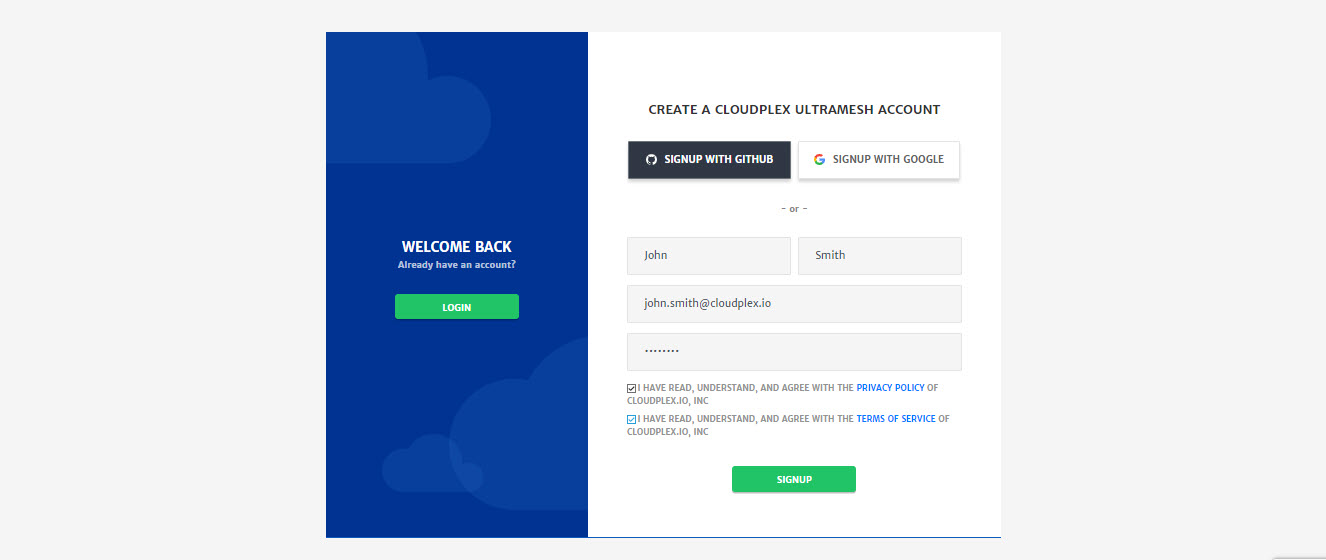 WELCOME BACK
Already have an account?
LOGIN
CREATE A CLOUDPLEX ULTRAMESH ACCOUNT
SIGNUP WITH GITHUB
SIGNUP WITH GOOGLE
- or -
John
Smith
john.smith@cloudplex.io
••••••••
I HAVE READ, UNDERSTAND, AND AGREE WITH THE PRIVACY POLICY OF
CLOUDPLEX.IO, INC
I HAVE READ, UNDERSTAND, AND AGREE WITH THE TERMS OF SERVICE OF
CLOUDPLEX.IO, INC
SIGNUP